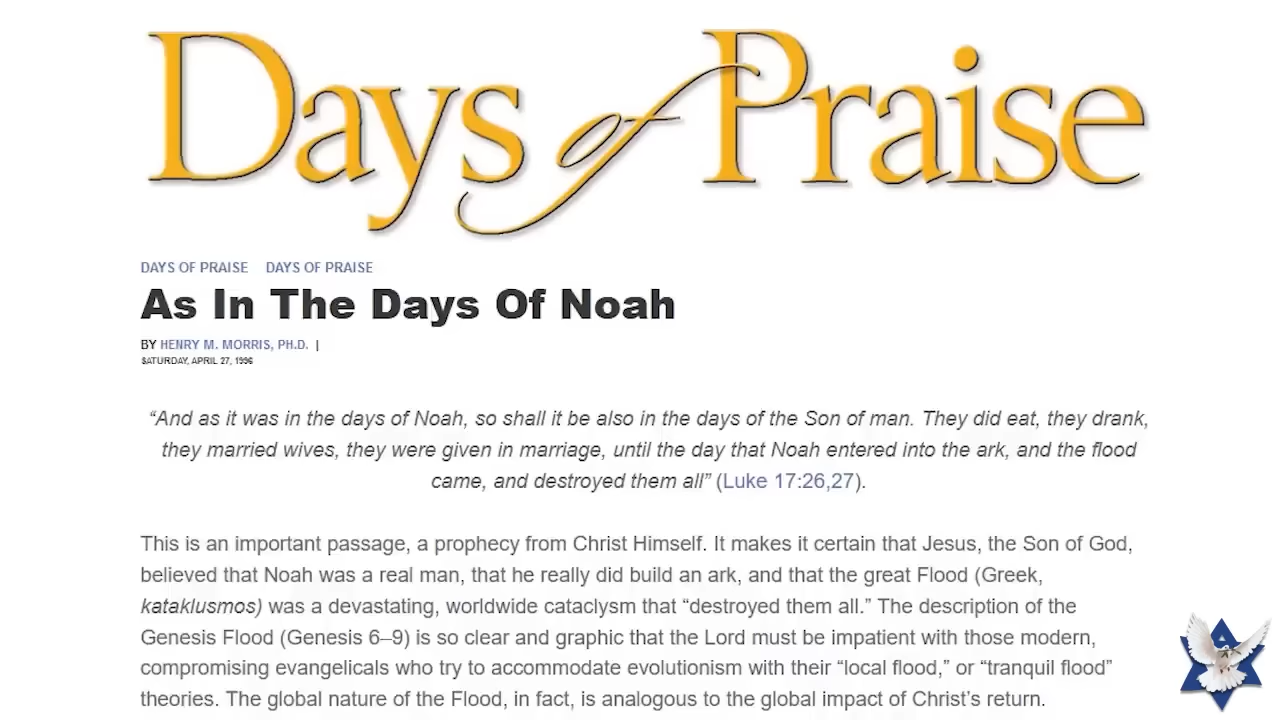 Days of Praise
DAYS OF PRAISE DAYS OF PRAISE
As In The Days Of Noah
BY HENRY M. MORRIS, PH.D. |
SATURDAY, APRIL 27, 1996
“And as it was in the days of Noah, so shall it be also in the days of the Son of man. They did eat, they drank,
they married wives, they were given in marriage, until the day that Noah entered into the ark, and the flood
came, and destroyed them all” (Luke 17:26,27).
This is an important passage, a prophecy from Christ Himself. It makes it certain that Jesus, the Son of God,
believed that Noah was a real man, that he really did build an ark, and that the great Flood (Greek,
kataklusmos) was a devastating, worldwide cataclysm that “destroyed them all.” The description of the
Genesis Flood (Genesis 6–9) is so clear and graphic that the Lord must be impatient with those modern,
compromising evangelicals who try to accommodate evolutionism with their “local flood,” or “tranquil flood”
theories. The global nature of the Flood, in fact, is analogous to the global impact of Christ’s return.